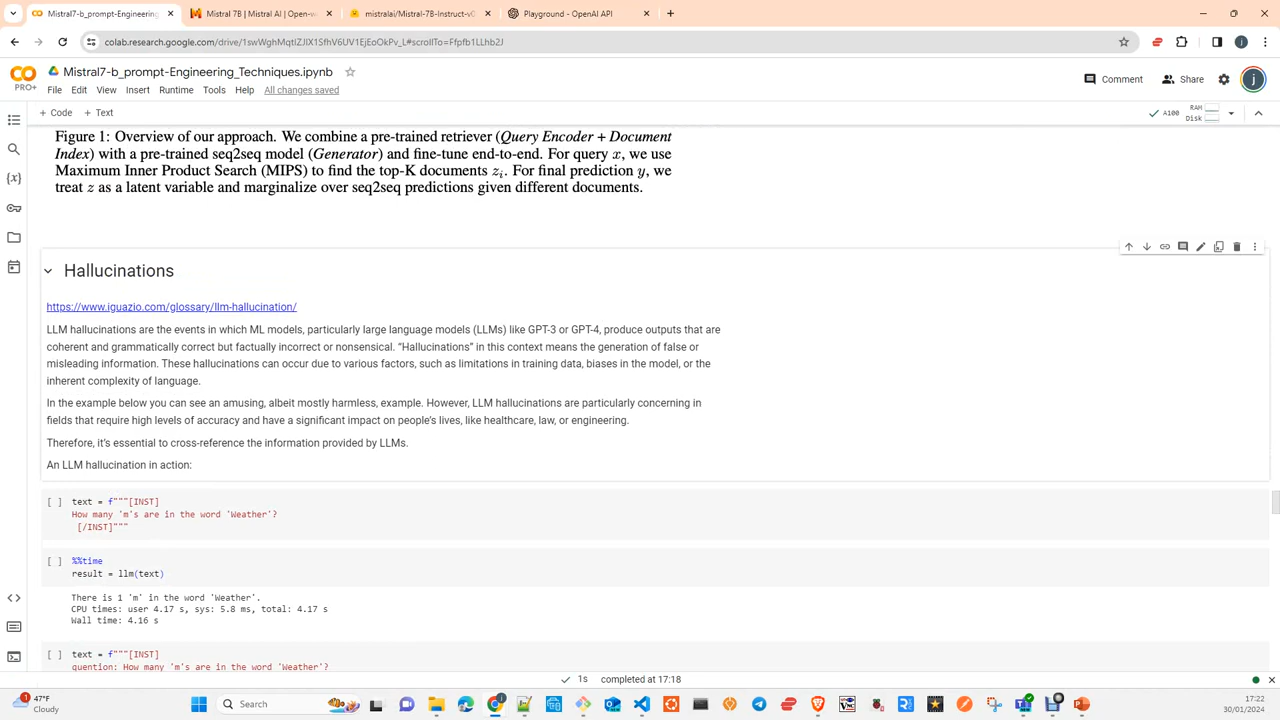 Mistral7-b_prompt-Engineering
Mistral 7B | Mistral AI | Open-w
mistralai/Mistral-7B-Instruct-v0
Playground - OpenAI API
colab.research.google.com/drive/1swWghMqtlZJIX1SfhV6UV1EjEoOkPv_L#scrollTo=Ffpfb1LLhb2J
j
PRO+
Mistral7-b_prompt-Engineering_Techniques.ipynb
Comment
Share
j
File Edit View Insert Runtime Tools Help All changes saved
+ Code + Text
A100
RAM
Disk
Figure 1: Overview of our approach. We combine a pre-trained retriever (Query Encoder + Document
Index) with a pre-trained seq2seq model (Generator) and fine-tune end-to-end. For query x, we use
Maximum Inner Product Search (MIPS) to find the top-K documents zi. For final prediction y, we
treat z as a latent variable and marginalize over seq2seq predictions given different documents.
Hallucinations
https://www.iguazio.com/glossary/llm-hallucination/
LLM hallucinations are the events in which ML models, particularly large language models (LLMs) like GPT-3 or GPT-4, produce outputs that are
coherent and grammatically correct but factually incorrect or nonsensical. “Hallucinations” in this context means the generation of false or
misleading information. These hallucinations can occur due to various factors, such as limitations in training data, biases in the model, or the
inherent complexity of language.
In the example below you can see an amusing, albeit mostly harmless, example. However, LLM hallucinations are particularly concerning in
fields that require high levels of accuracy and have a significant impact on people’s lives, like healthcare, law, or engineering.
Therefore, it’s essential to cross-reference the information provided by LLMs.
An LLM hallucination in action:
[ ] text = f"""[INST]
How many 'm's are in the word 'Weather'?
[/INST]"""
[ ] %%time
result = llm(text)
There is 1 'm' in the word 'Weather'.
CPU times: user 4.17 s, sys: 5.8 ms, total: 4.17 s
Wall time: 4.16 s
[ ] text = f"""[INST]
quention: How many 'm's are in the word 'Weather'?
1s completed at 17:18
47°F
Cloudy
Search
17:22
30/01/2024